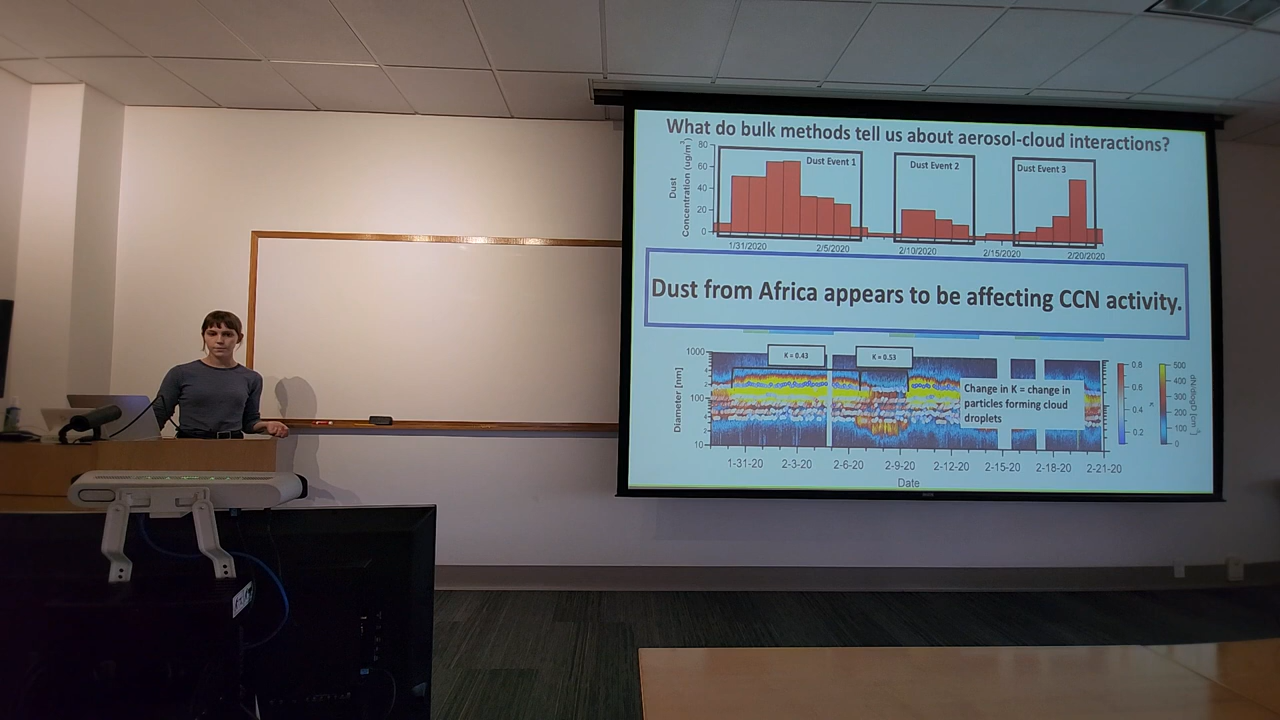 What do bulk methods tell us about aerosol-cloud interactions?
Dust
Concentration (ug/m³)
80
60
40
20
0
Dust Event 1
Dust Event 2
Dust Event 3
1/31/2020
2/5/2020
2/10/2020
2/15/2020
2/20/2020
Dust from Africa appears to be affecting CCN activity.
K = 0.43
K = 0.53
Diameter [nm]
1000
4
2
100
4
2
10
Change in K = change in
particles forming cloud
droplets
0.8
0.6
0.4
0.2
500
400
300
200
100
0
1-31-20
2-3-20
2-6-20
2-9-20
2-12-20
2-15-20
2-18-20
2-21-20
Date